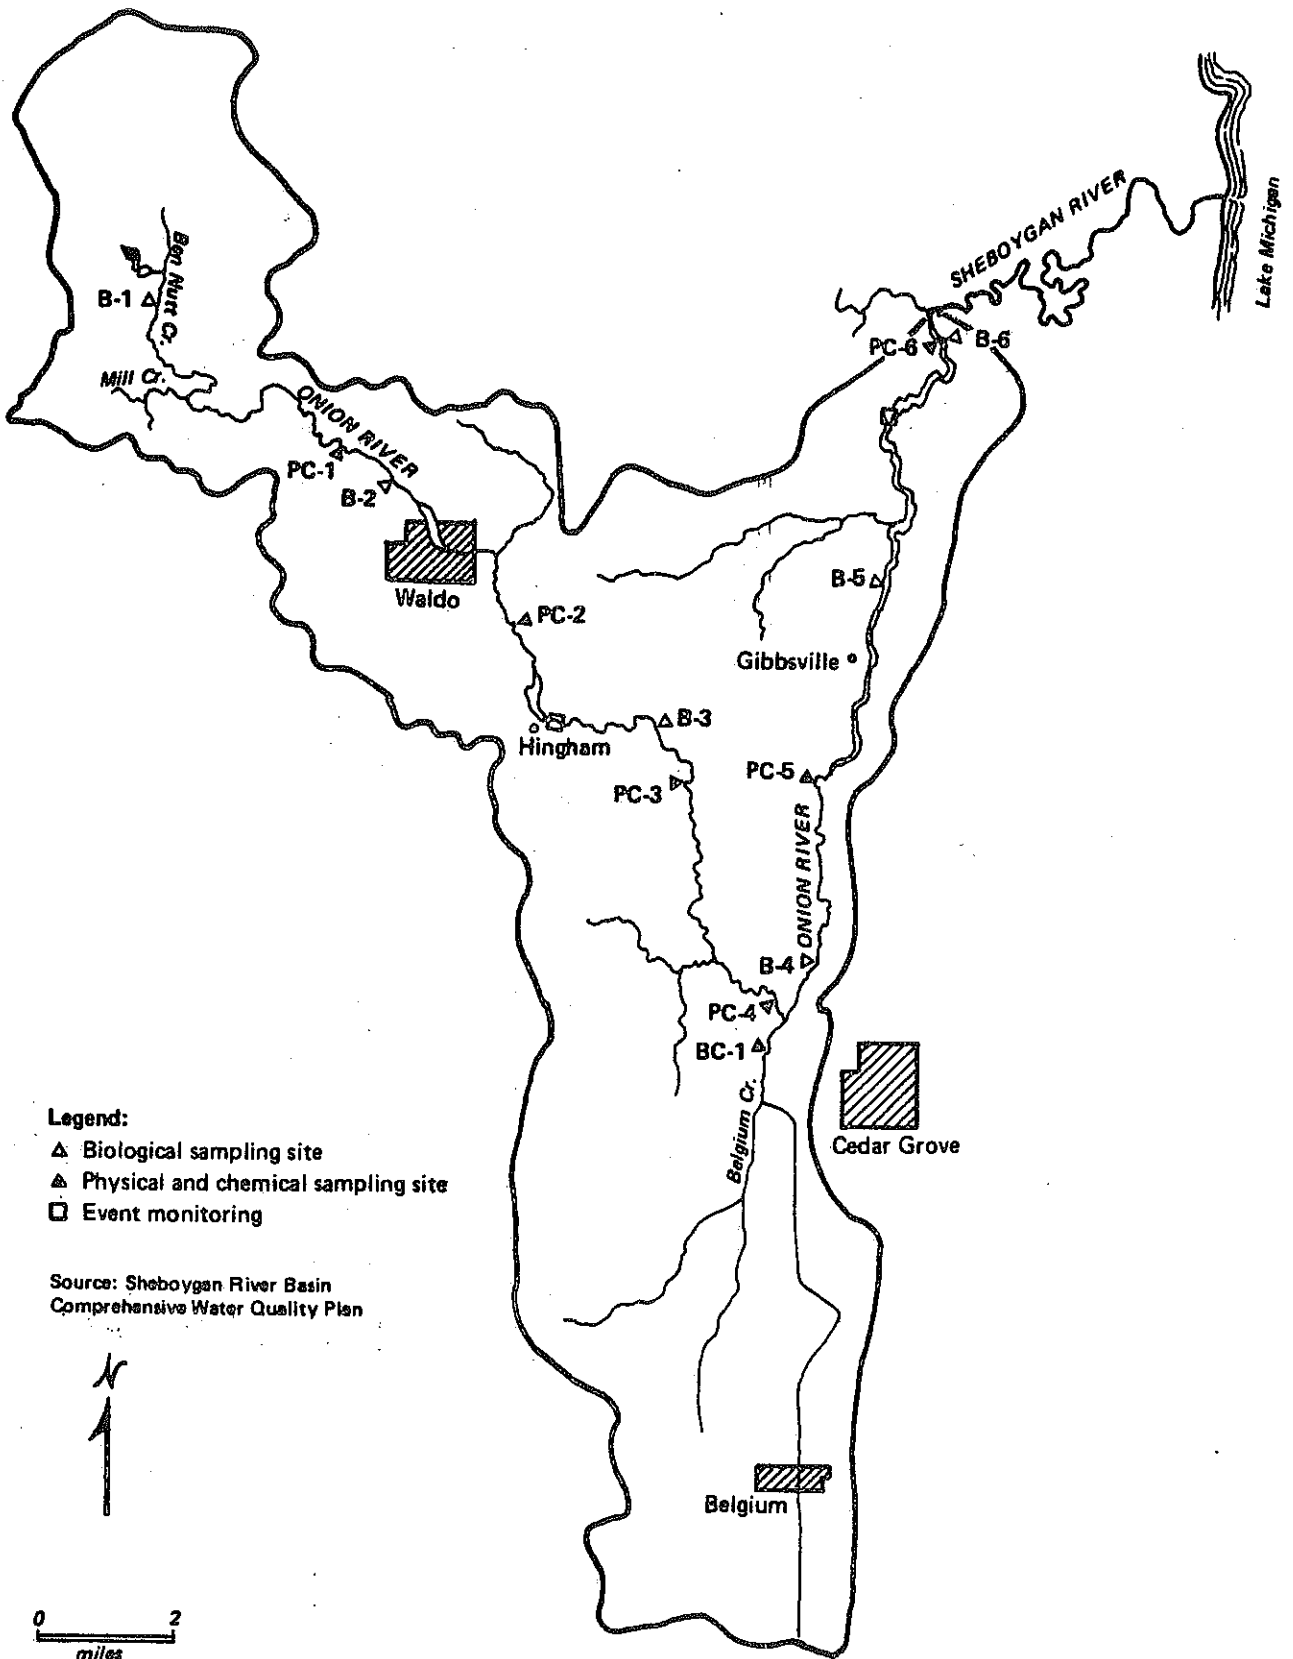 SHEBOYGAN RIVER
Lake Michigan
Ben Nutt Cr.
B-1
B-6
PC-6
Mill Cr.
ONION RIVER
PC-1
B-2
Waldo
B-5
PC-2
Gibbsville
B-3
Hingham
PC-5
PC-3
ONION RIVER
B-4
PC-4
BC-1
Belgium Cr.
Cedar Grove
Legend:
Biological sampling site
Physical and chemical sampling site
Event monitoring
Source: Sheboygan River Basin
Comprehensive Water Quality Plan
N
Belgium
0 2
miles